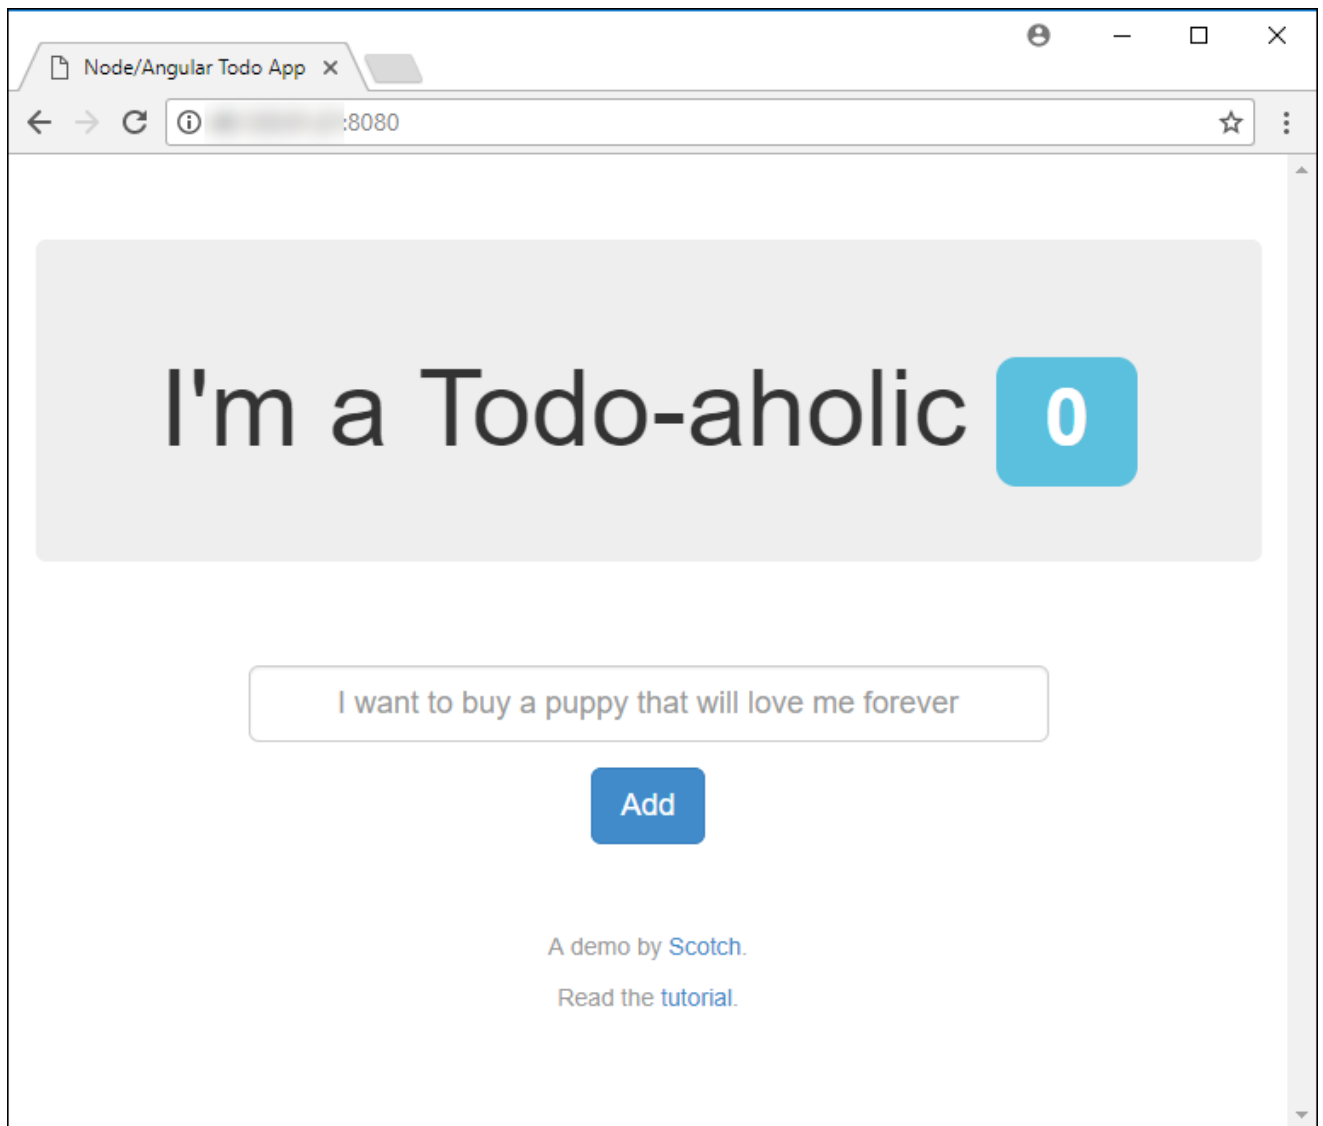 Node/Angular Todo App
:8080
I'm a Todo-aholic 0
I want to buy a puppy that will love me forever
Add
A demo by Scotch.
Read the tutorial.